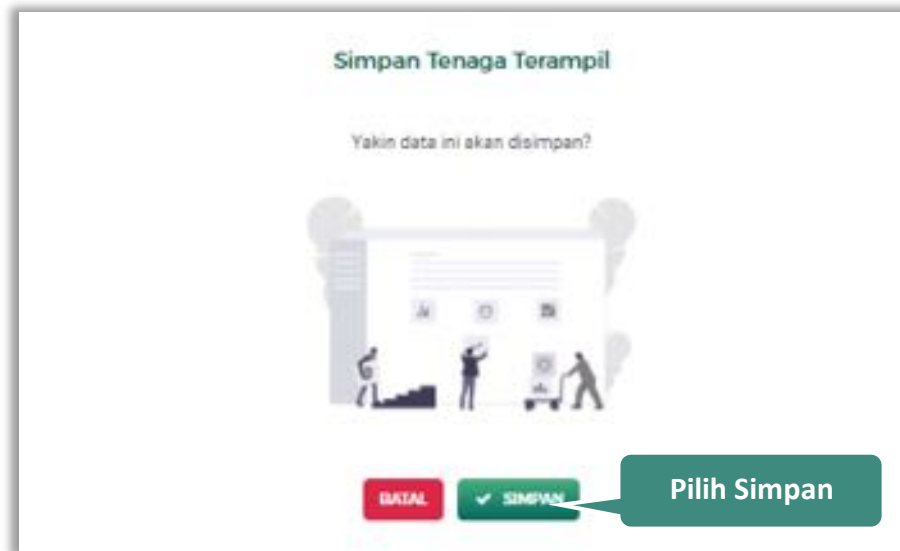 Simpan Tenaga Terampil
Yakin data ini akan disimpan?
BATAL
SIMPAN
Pilih Simpan